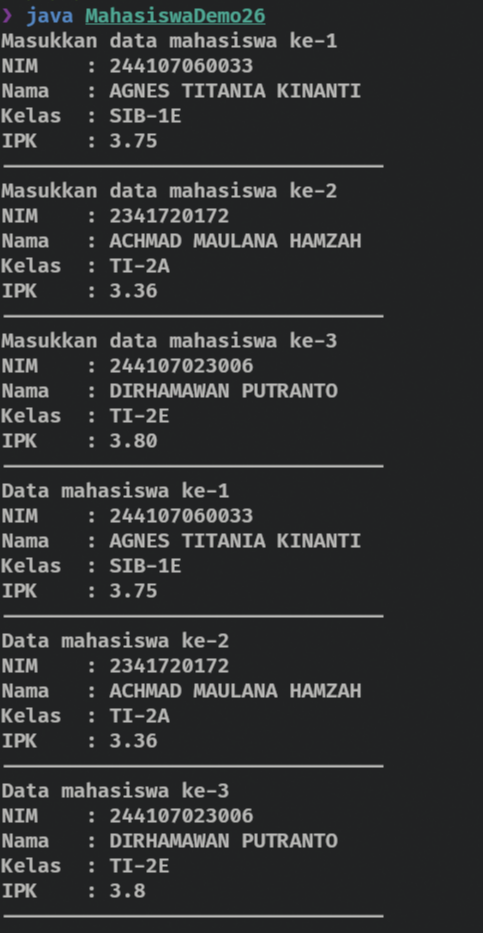 ❯ java MahasiswaDemo26
Masukkan data mahasiswa ke-1
NIM    : 244107060033
Nama   : AGNES TITANIA KINANTI
Kelas  : SIB-1E
IPK    : 3.75
--------------------------------
Masukkan data mahasiswa ke-2
NIM    : 2341720172
Nama   : ACHMAD MAULANA HAMZAH
Kelas  : TI-2A
IPK    : 3.36
--------------------------------
Masukkan data mahasiswa ke-3
NIM    : 244107023006
Nama   : DIRHAMAWAN PUTRANTO
Kelas  : TI-2E
IPK    : 3.80
--------------------------------
Data mahasiswa ke-1
NIM    : 244107060033
Nama   : AGNES TITANIA KINANTI
Kelas  : SIB-1E
IPK    : 3.75
--------------------------------
Data mahasiswa ke-2
NIM    : 2341720172
Nama   : ACHMAD MAULANA HAMZAH
Kelas  : TI-2A
IPK    : 3.36
--------------------------------
Data mahasiswa ke-3
NIM    : 244107023006
Nama   : DIRHAMAWAN PUTRANTO
Kelas  : TI-2E
IPK    : 3.8
--------------------------------